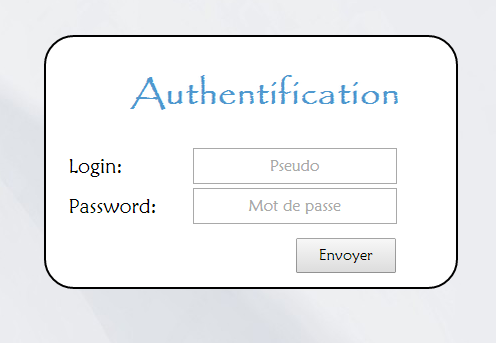 Authentification
Login: Pseudo
Password: Mot de passe
Envoyer